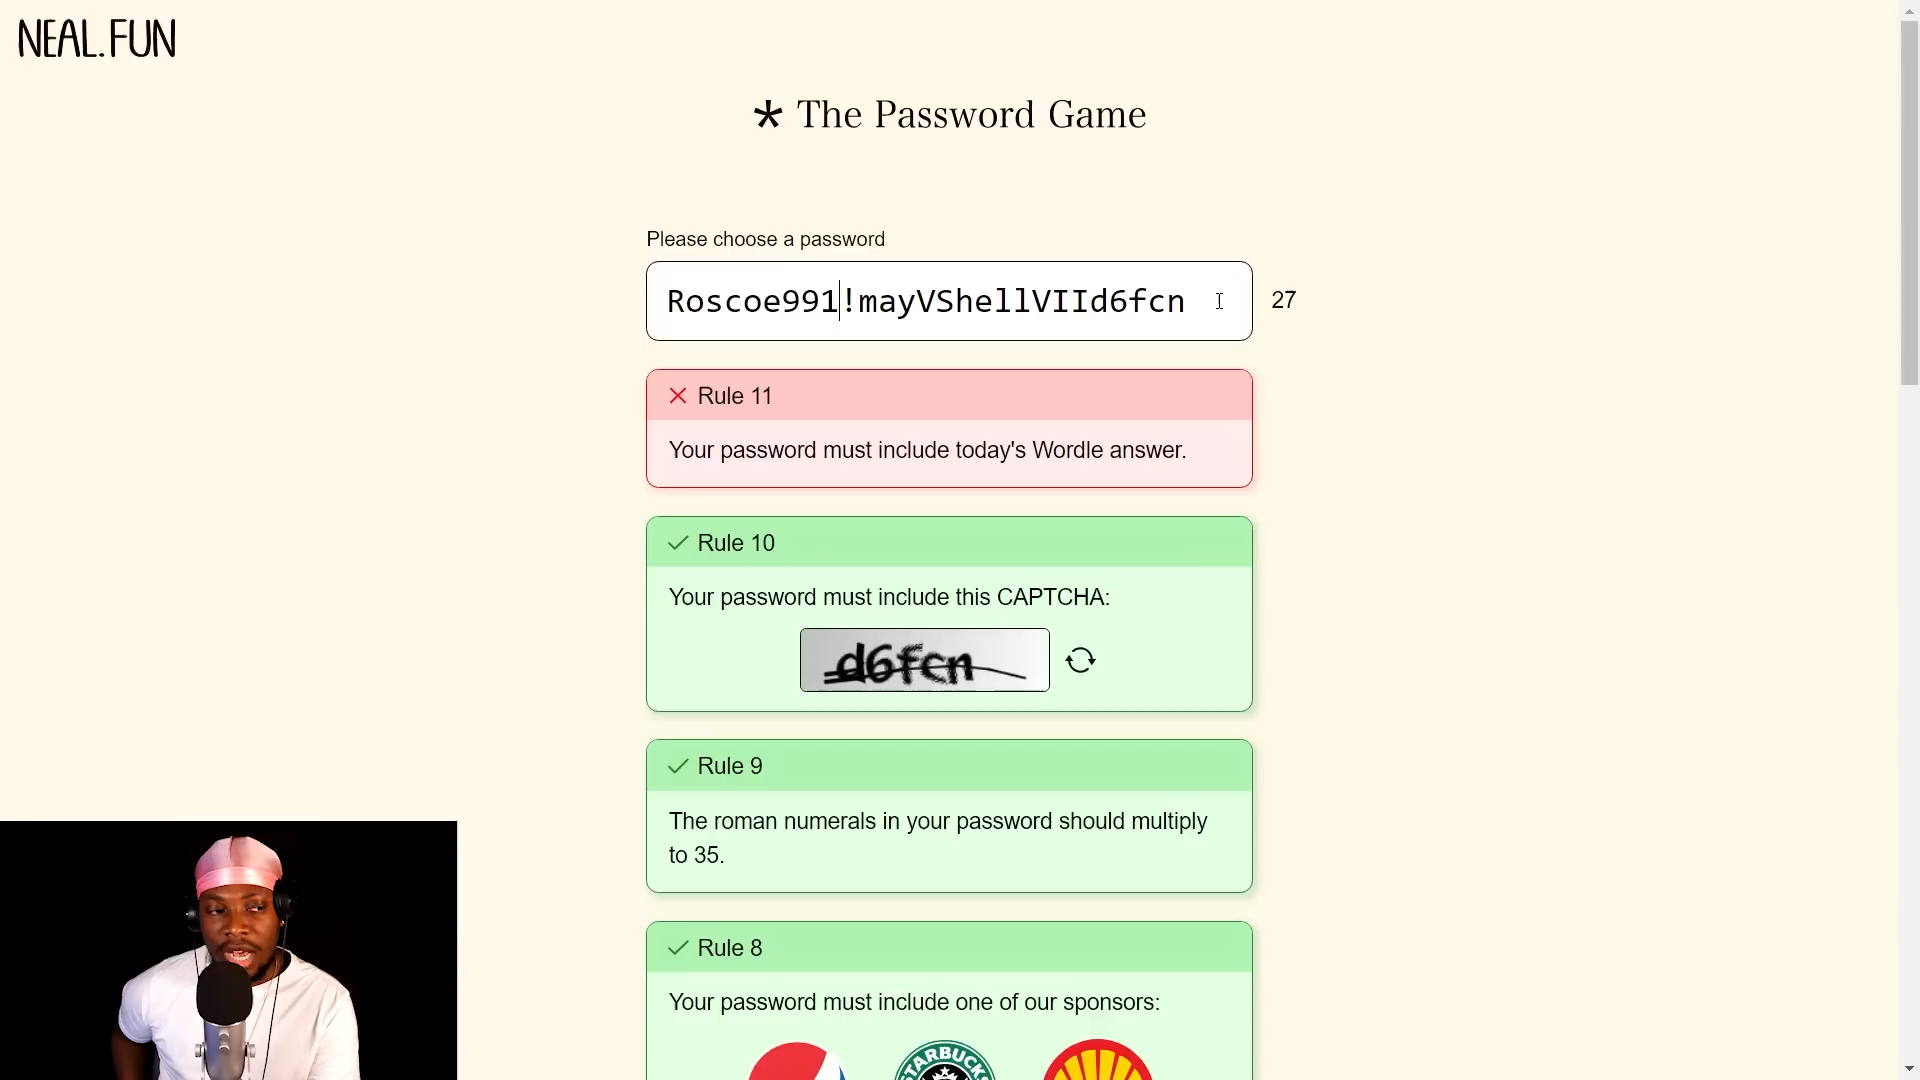 NEAL.FUN
* The Password Game
Please choose a password
Roscoe991!mayVShellVIId6fcn
27
Rule 11
Your password must include today's Wordle answer.
Rule 10
Your password must include this CAPTCHA:
d6fcn
Rule 9
The roman numerals in your password should multiply
to 35.
Rule 8
Your password must include one of our sponsors:
STARBUCKS